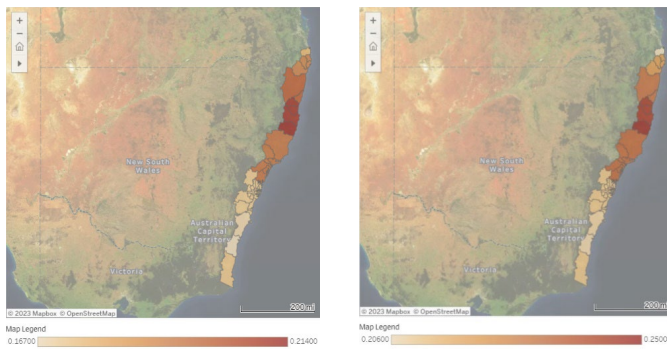 +
−
New South
Wales
Australian
Capital
Territory
Victoria
200 mi
© 2023 Mapbox © OpenStreetMap
Map Legend
0.16700
0.21400
+
−
New South
Wales
Australian
Capital
Territory
Victoria
200 mi
© 2023 Mapbox © OpenStreetMap
Map Legend
0.20600
0.2500